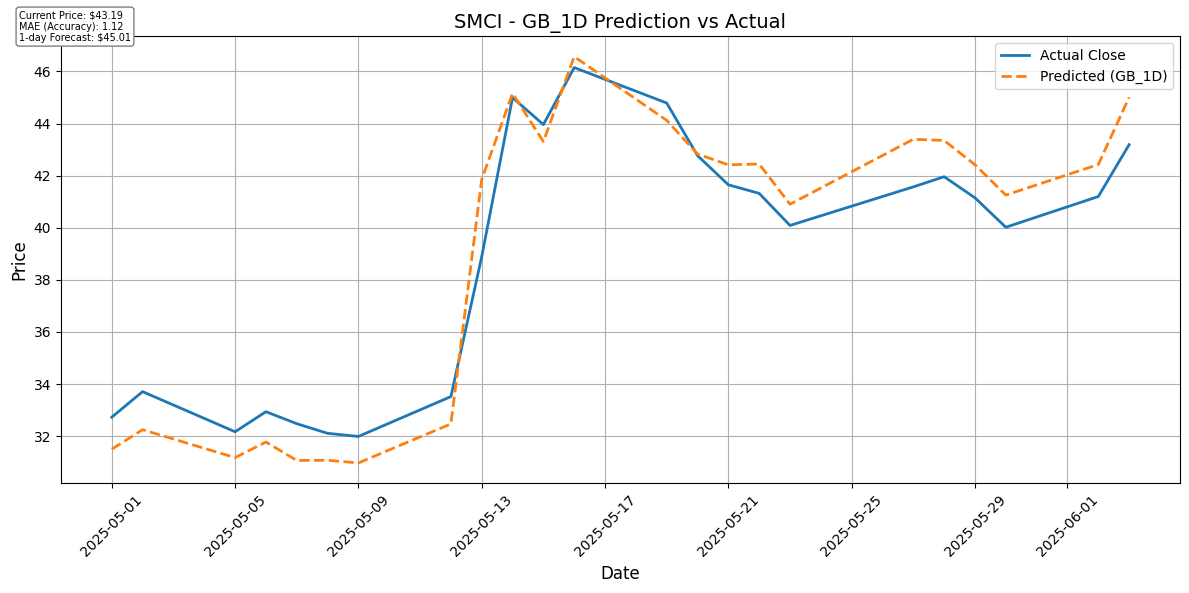 Current Price: $43.19
MAE (Accuracy): 1.12
1-day Forecast: $45.01
SMCI - GB_1D Prediction vs Actual
Actual Close
Predicted (GB_1D)
Price
46
44
42
40
38
36
34
32
2025-05-01
2025-05-05
2025-05-09
2025-05-13
2025-05-17
2025-05-21
2025-05-25
2025-05-29
2025-06-01
Date